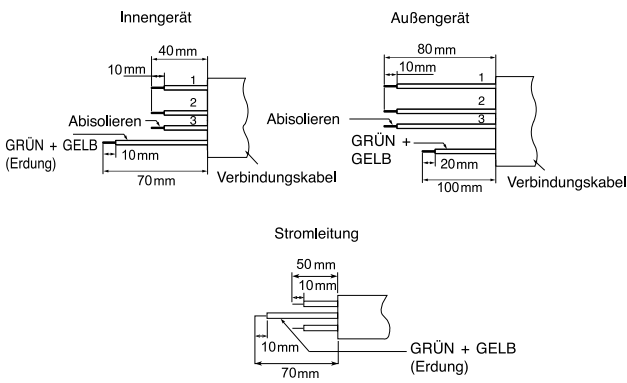 Innengerät
40mm
10mm
1
2
3
Abisolieren
GRÜN + GELB
(Erdung)
10mm
70mm
Verbindungskabel
Außengerät
80mm
10mm
1
2
3
Abisolieren
GRÜN +
GELB
20mm
100mm
Verbindungskabel
Stromleitung
50mm
10mm
10mm
70mm
GRÜN + GELB
(Erdung)